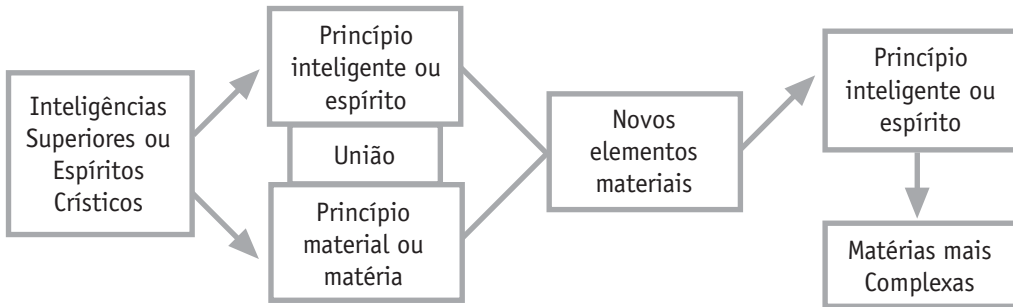 Inteligências
Superiores ou
Espíritos
Crísticos
Princípio
inteligente ou
espírito
União
Princípio
material ou
matéria
Novos
elementos
materiais
Princípio
inteligente ou
espírito
Matérias mais
Complexas